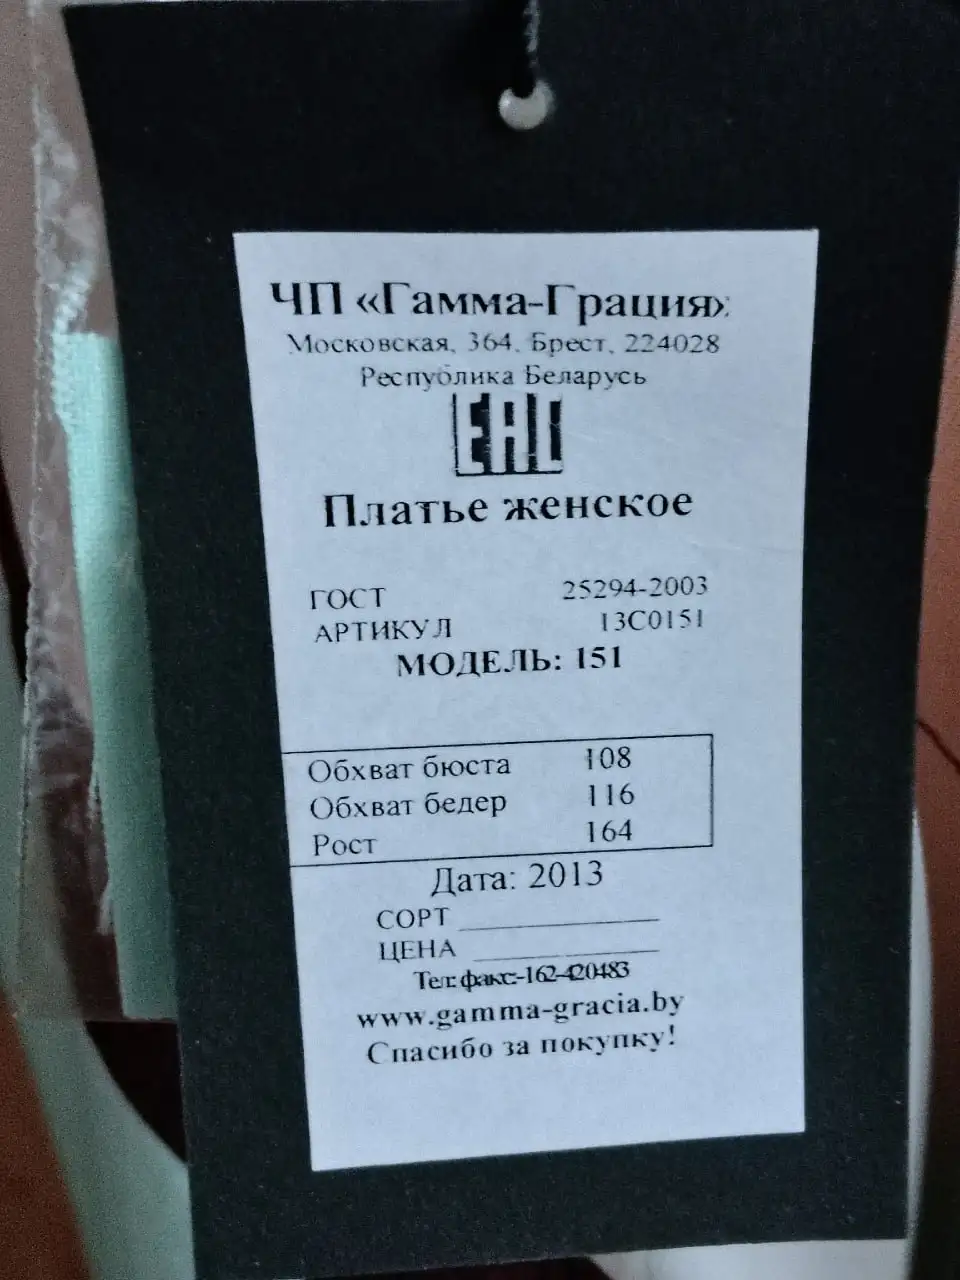 ЧП «Гамма-Грация»
Московская, 364, Брест, 224028
Республика Беларусь
EAC
Платье женское
ГОСТ 25294-2003
АРТИКУЛ 13С0151
МОДЕЛЬ: 151
Обхват бюста 108
Обхват бедер 116
Рост 164
Дата: 2013
СОРТ
ЦЕНА
Тел: факс:-162-420483
www.gamma-gracia.by
Спасибо за покупку!